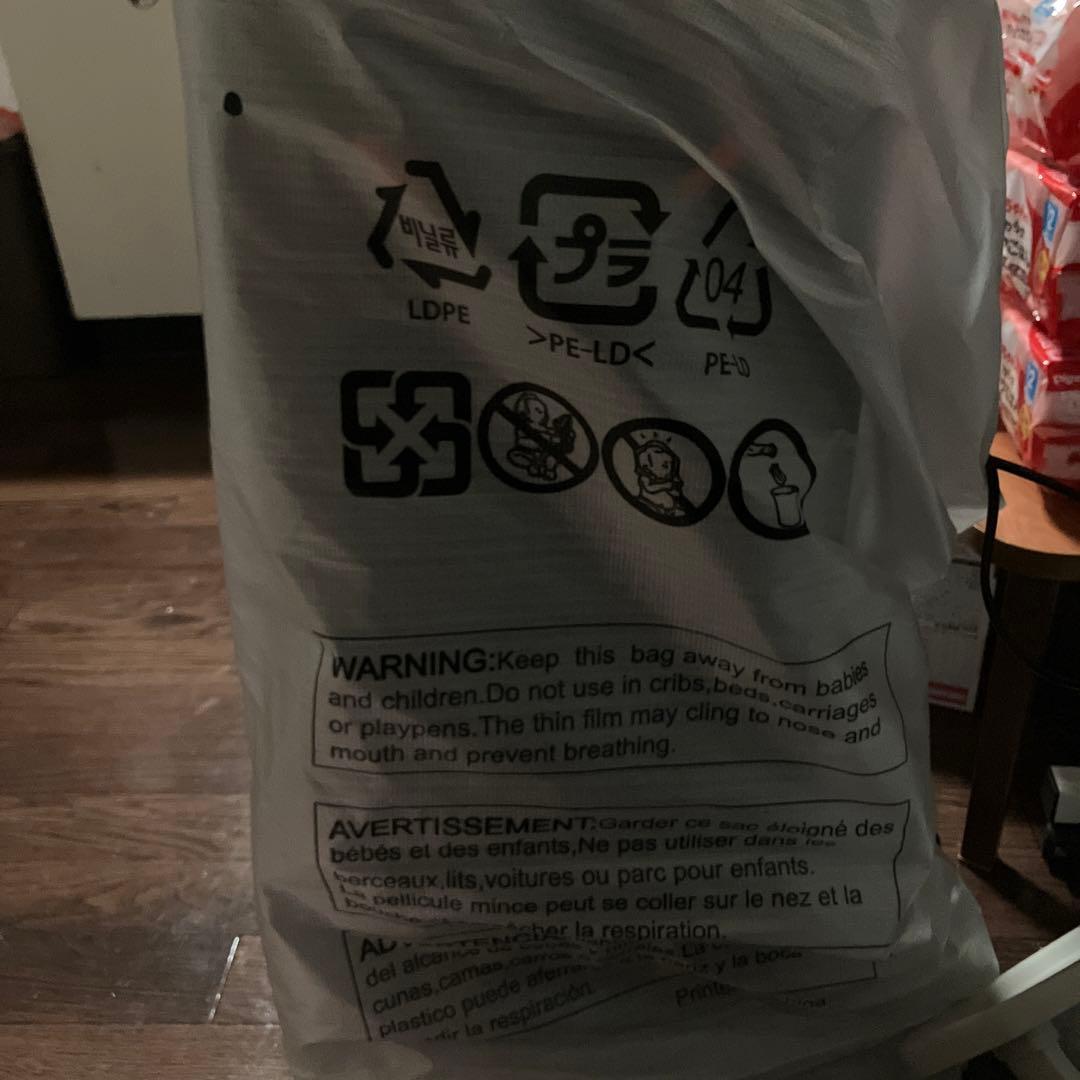 비닐류
LDPE
プラ
>PE-LD<
04
PE-LD
WARNING:Keep this bag away from babies
and children.Do not use in cribs,beds,carriages
or playpens.The thin film may cling to nose and
mouth and prevent breathing.
AVERTISSEMENT:Garder ce sac éloigné des
bébés et des enfants,Ne pas utiliser dans les
berceaux,lits,voitures ou parc pour enfants.
La pellicule mince peut se coller sur le nez et la
la respiration.
del
cunas,camas,carros
plastico puede y la boca
la respiración.